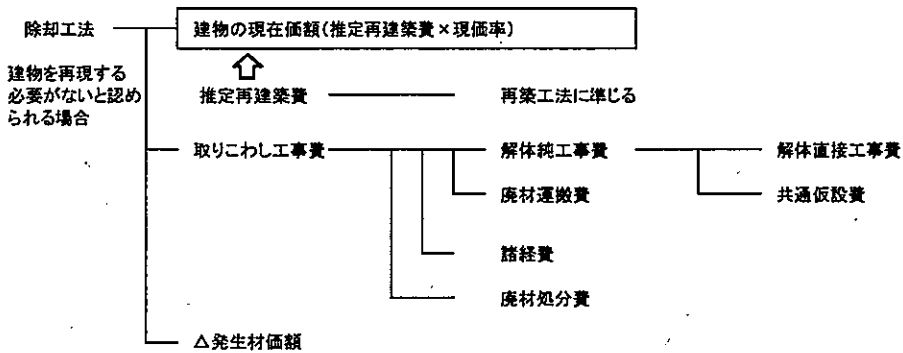 除却工法
建物の現在価額(推定再建築費×現価率)
建物を再現する
必要がないと認め
られる場合
推定再建築費
再築工法に準じる
取りこわし工事費
解体純工事費
解体直接工事費
廃材運搬費
共通仮設費
諸経費
廃材処分費
△発生材価額